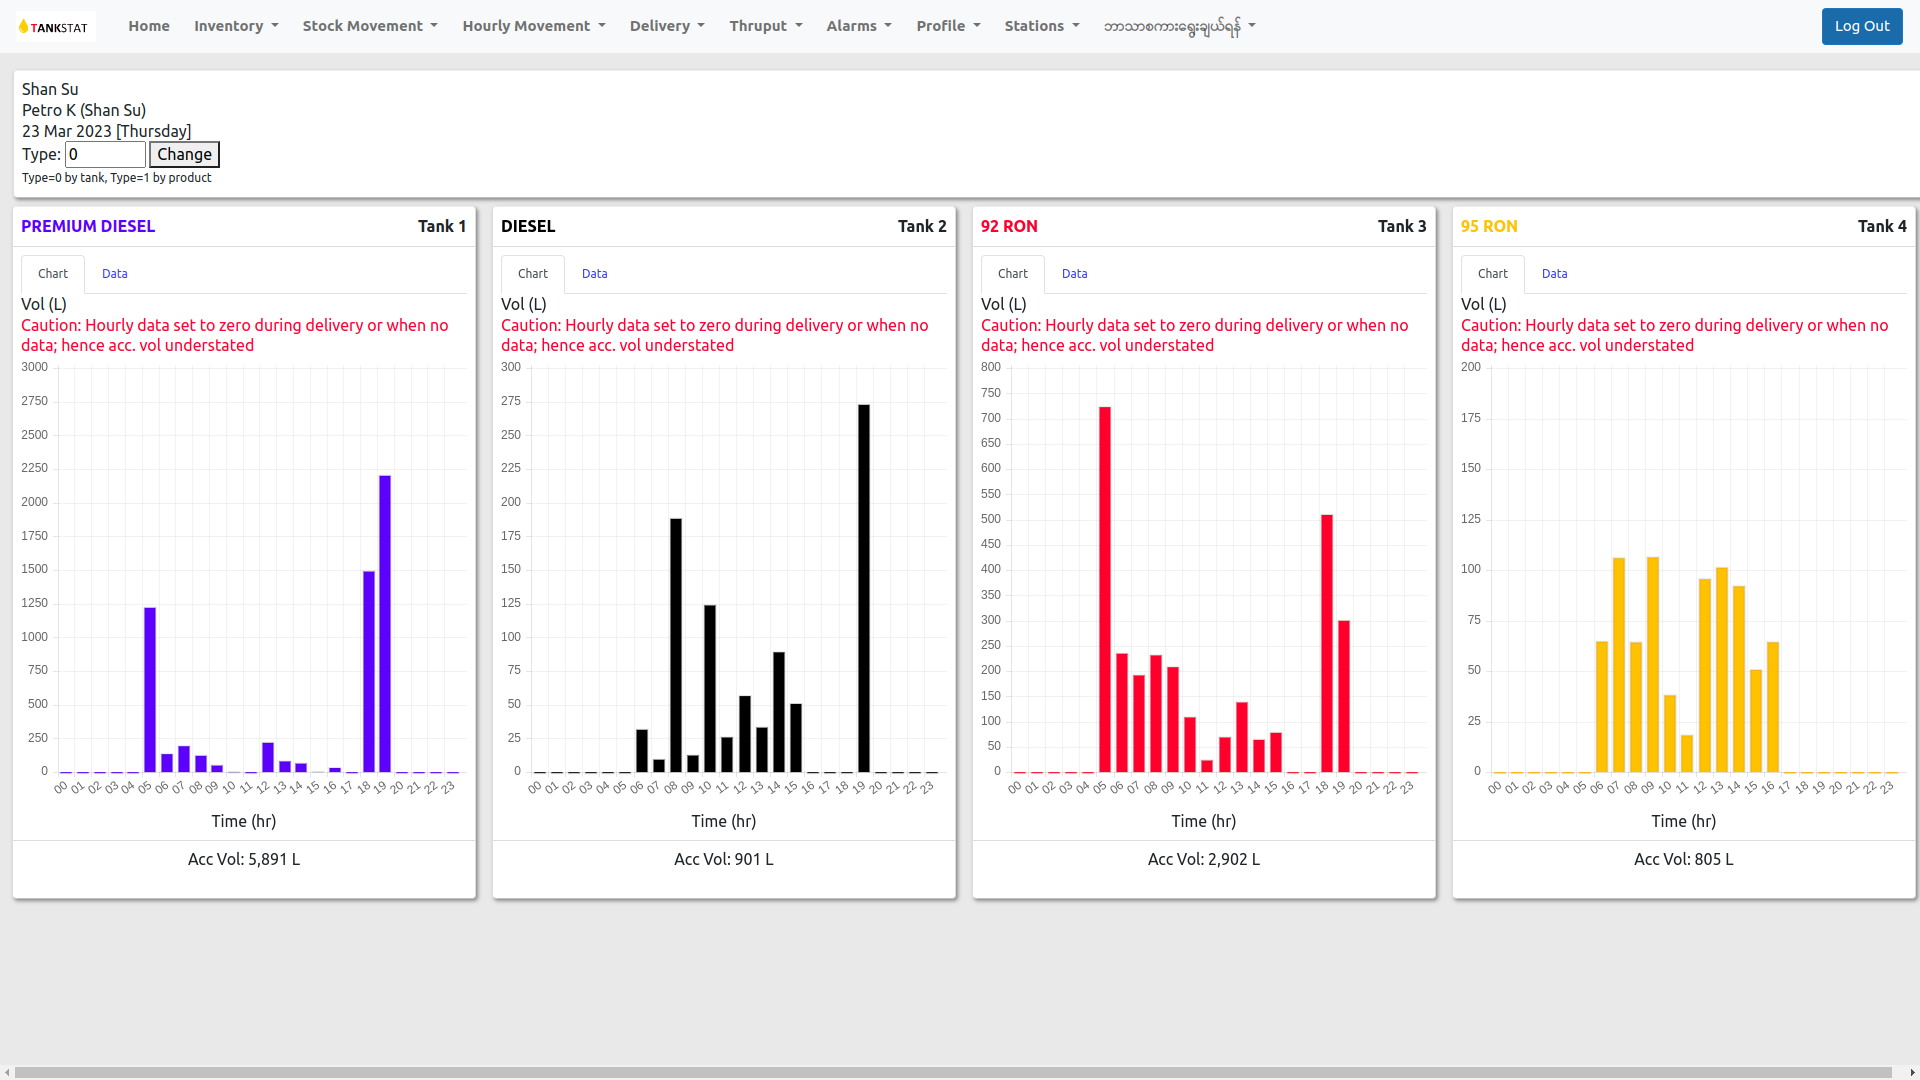 TANKSTAT Home Inventory Stock Movement Hourly Movement Delivery Thruput Alarms Profile Stations ဘာသာစကားရွေးချယ်ရန် Log Out
Shan Su
Petro K (Shan Su)
23 Mar 2023 [Thursday]
Type: 0 Change
Type=0 by tank, Type=1 by product
PREMIUM DIESEL Tank 1
Chart Data
Vol (L)
Caution: Hourly data set to zero during delivery or when no
data; hence acc. vol understated
3000
2750
2500
2250
2000
1750
1500
1250
1000
750
500
250
0
00 01 02 03 04 05 06 07 08 09 10 11 12 13 14 15 16 17 18 19 20 21 22 23
Time (hr)
Acc Vol: 5,891 L
DIESEL Tank 2
Chart Data
Vol (L)
Caution: Hourly data set to zero during delivery or when no
data; hence acc. vol understated
300
275
250
225
200
175
150
125
100
75
50
25
0
00 01 02 03 04 05 06 07 08 09 10 11 12 13 14 15 16 17 18 19 20 21 22 23
Time (hr)
Acc Vol: 901 L
92 RON Tank 3
Chart Data
Vol (L)
Caution: Hourly data set to zero during delivery or when no
data; hence acc. vol understated
800
750
700
650
600
550
500
450
400
350
300
250
200
150
100
50
0
00 01 02 03 04 05 06 07 08 09 10 11 12 13 14 15 16 17 18 19 20 21 22 23
Time (hr)
Acc Vol: 2,902 L
95 RON Tank 4
Chart Data
Vol (L)
Caution: Hourly data set to zero during delivery or when no
data; hence acc. vol understated
200
175
150
125
100
75
50
25
0
00 01 02 03 04 05 06 07 08 09 10 11 12 13 14 15 16 17 18 19 20 21 22 23
Time (hr)
Acc Vol: 805 L